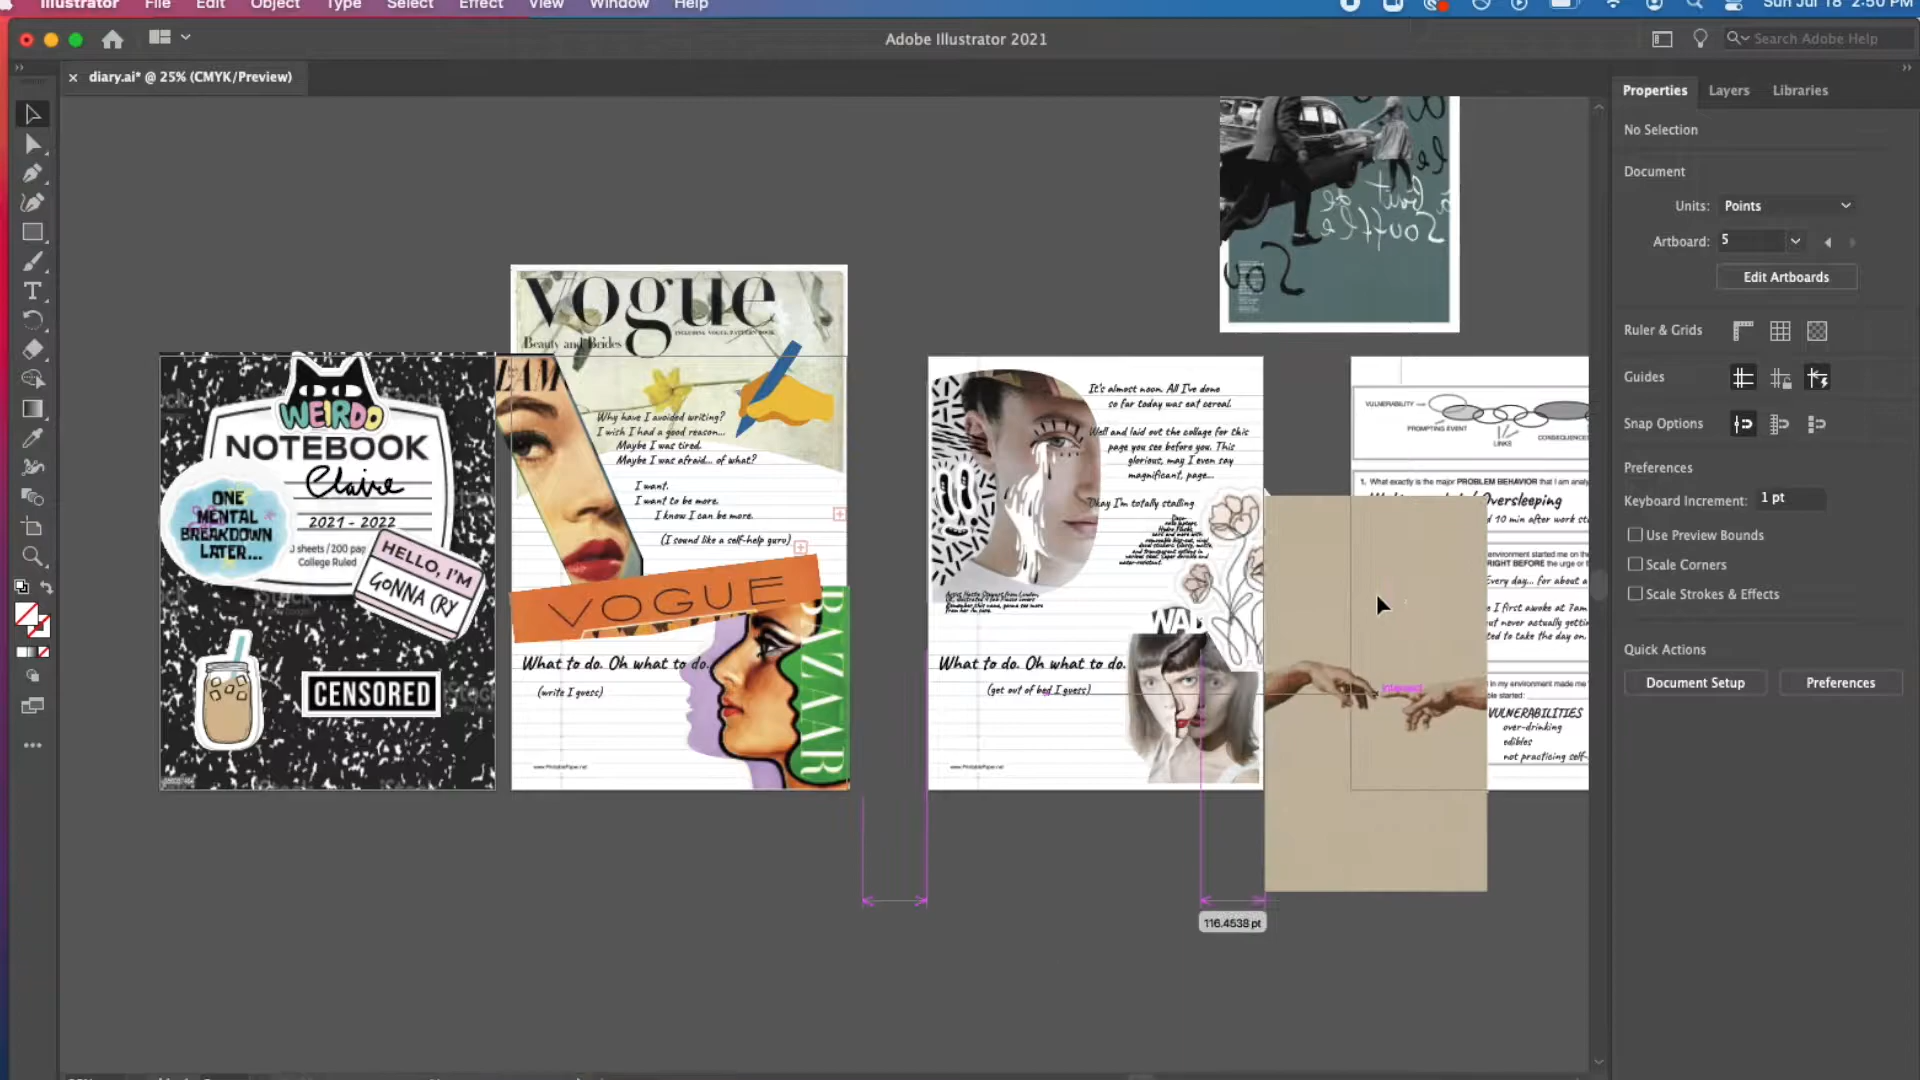 Illustrator File Edit Object Type Select Effect View Window Help
Sun Jul 18 2:50 PM
Adobe Illustrator 2021
Search Adobe Help
diary.ai* @ 25% (CMYK/Preview)
Properties Layers Libraries
No Selection
Document
Units: Points
Artboard: 5
Edit Artboards
Ruler & Grids
Guides
Snap Options
Preferences
Keyboard Increment: 1 pt
Use Preview Bounds
Scale Corners
Scale Strokes & Effects
Quick Actions
Document Setup Preferences
WEIRDO
NOTEBOOK
Claire
2021 - 2022
sheets / 200 pag
College Ruled
ONE
MENTAL
BREAKDOWN
LATER...
HELLO, I'M
GONNA CRY
CENSORED
VOGUE
INCLUDING VOGUE PATTERN BOOK
Beauty and Brides
Why have I avoided writing?
I wish I had a good reason...
Maybe I was tired.
Maybe I was afraid... of what?
I want.
I want to be more.
I know I can be more.
(I sound like a self-help guru)
VOGUE
BAZAAR
What to do. Oh what to do.
(write I guess)
www.PrintablePaper.net
It's almost noon. All I've done
so far today was eat cereal.
Well and laid out the collage for this
page you see before you. This
glorious, may I even say
magnificent, page...
Okay I'm totally stalling
What to do. Oh what to do.
(get out of bed I guess)
www.PrintablePaper.net
intersect
116.4538 pt
VULNERABILITY
PROMPTING EVENT
LINKS
CONSEQUENCES
1. What exactly is the major PROBLEM BEHAVIOR that I am analy
Oversleeping
10 min after work st
environment started me on the
RIGHT BEFORE the urge or t
Every day... for about a
I first awoke at 7am
but never actually gettin
ted to take the day on.
in my environment made me
ble started:
VULNERABILITIES
over-drinking
edibles
not practicing self-